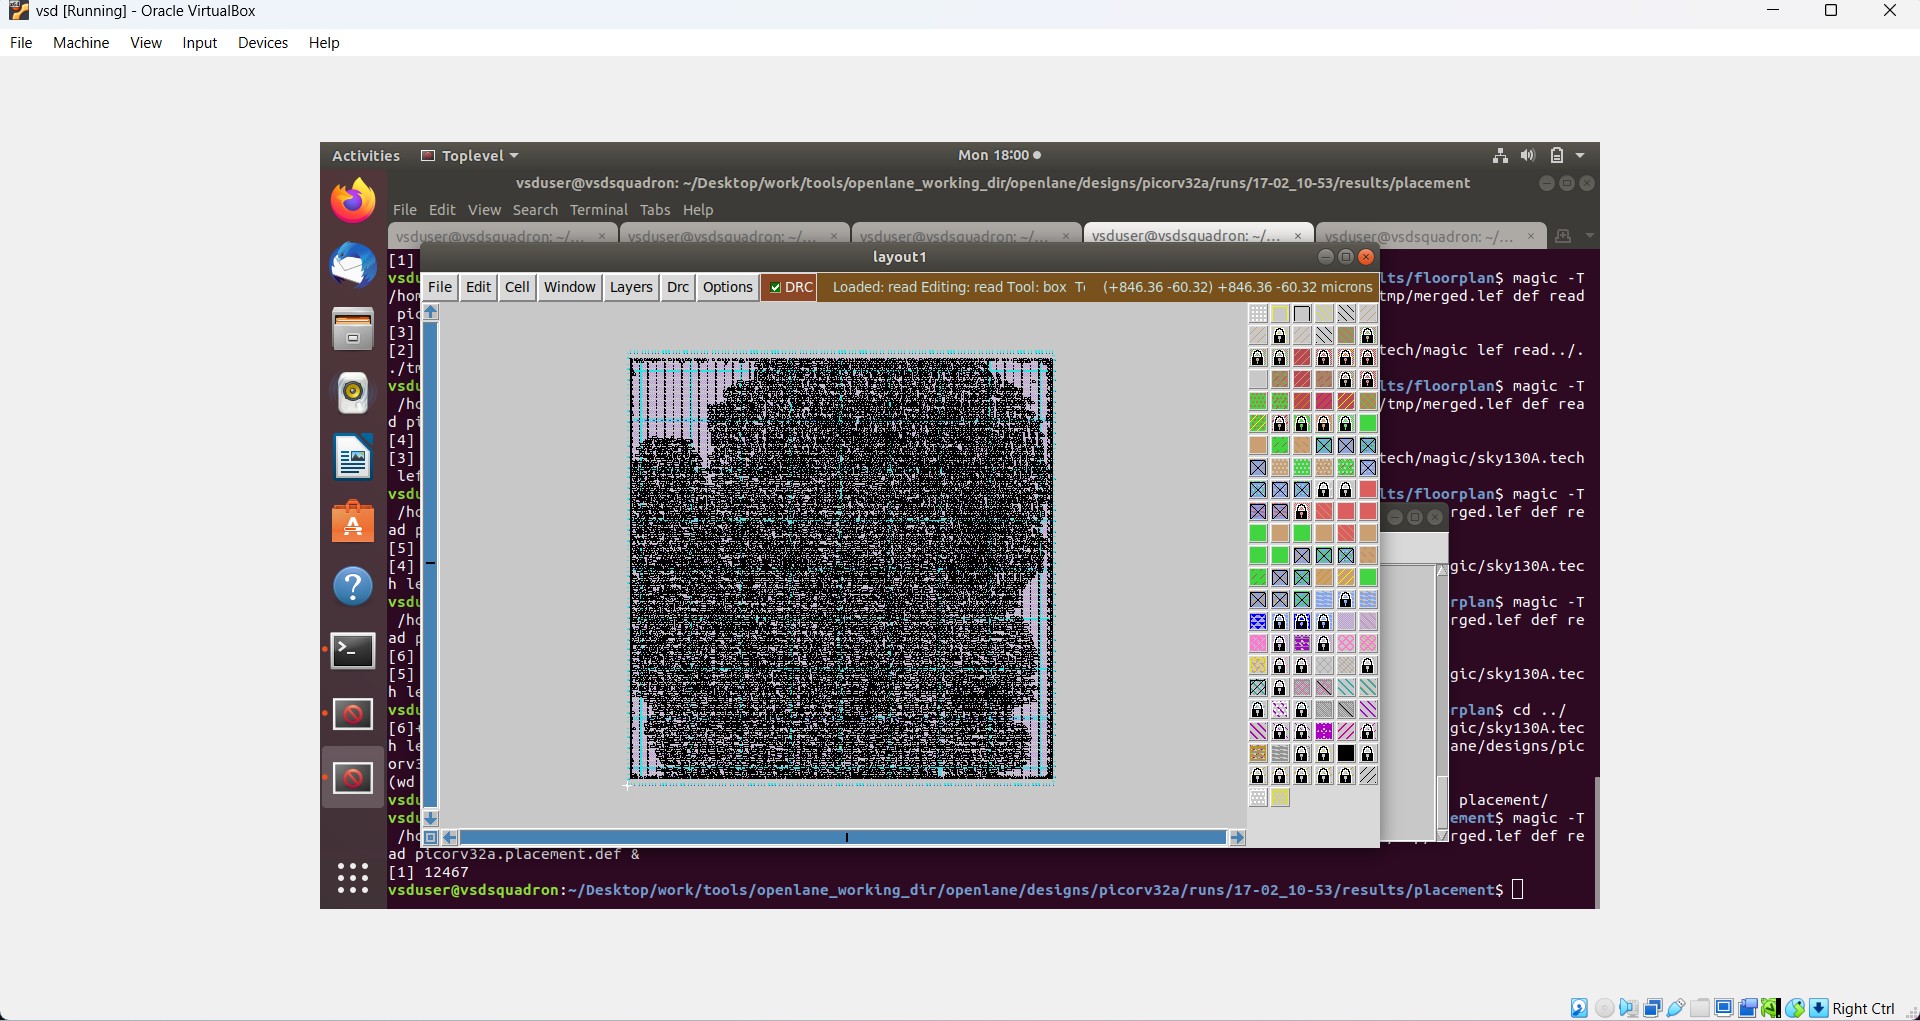 vsd [Running] - Oracle VirtualBox
File Machine View Input Devices Help
Activities Toplevel Mon 18:00
vsduser@vsdsquadron: ~/Desktop/work/tools/openlane_working_dir/openlane/designs/picorv32a/runs/17-02_10-53/results/placement
File Edit View Search Terminal Tabs Help
vsduser@vsdsquadron: ~/... × vsduser@vsdsquadron: ~/... × vsduser@vsdsquadron: ~/... × vsduser@vsdsquadron: ~/... × vsduser@vsdsquadron: ~/... ×
layout1
File Edit Cell Window Layers Drc Options DRC Loaded: read Editing: read Tool: box (+846.36 -60.32) +846.36 -60.32 microns
[1]
vsdu lts/floorplan$ magic -T
/hom tmp/merged.lef def read
pic
[3]
[2] tech/magic lef read../.
./tm
vsdu lts/floorplan$ magic -T
/ho /tmp/merged.lef def rea
d pi
[4]
[3] tech/magic/sky130A.tech
lef
vsdu lts/floorplan$ magic -T
/ho rged.lef def re
ad p
[5]
[4] gic/sky130A.tec
h le
vsdu rplan$ magic -T
/ho rged.lef def re
ad p
[6]
[5] gic/sky130A.tec
h le
vsdu rplan$ cd ../
[6]+ gic/sky130A.tec
h le ane/designs/pic
orv3
(wd
vsdu placement/
vsdu ement$ magic -T
/ho rged.lef def re
ad picorv32a.placement.def &
[1] 12467
vsduser@vsdsquadron:~/Desktop/work/tools/openlane_working_dir/openlane/designs/picorv32a/runs/17-02_10-53/results/placement$
Right Ctrl